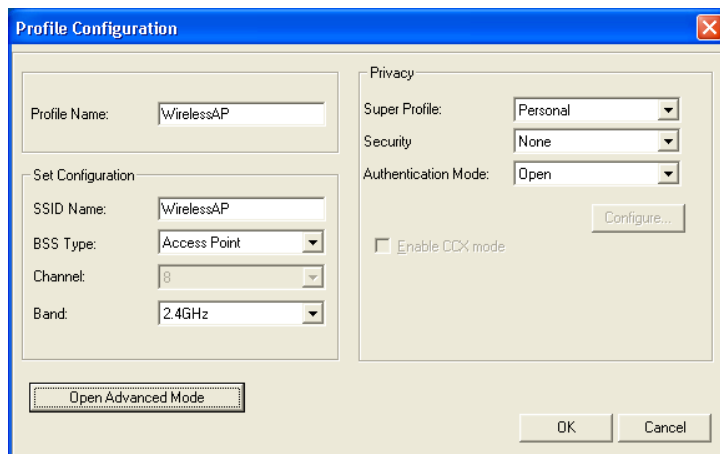 Profile Configuration
Profile Name: WirelessAP
Set Configuration
SSID Name: WirelessAP
BSS Type: Access Point
Channel: 8
Band: 2.4GHz
Open Advanced Mode
Privacy
Super Profile: Personal
Security None
Authentication Mode: Open
Configure...
Enable CCX mode
OK Cancel